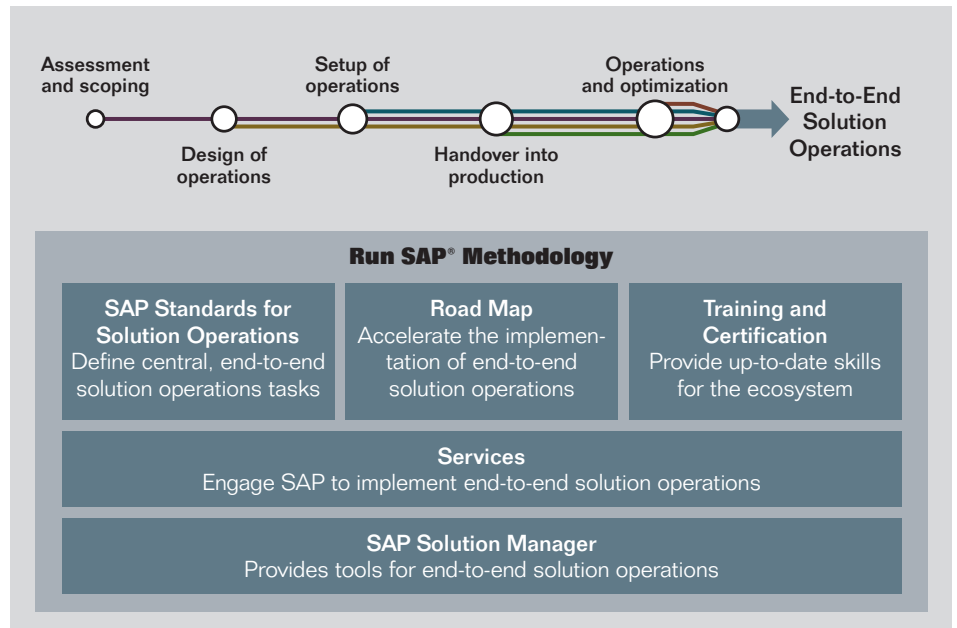 Assessment
and scoping
Setup of
operations
Operations
and optimization
End-to-End
Solution
Operations
Design of
operations
Handover into
production
Run SAP® Methodology
SAP Standards for
Solution Operations
Define central, end-to-end
solution operations tasks
Road Map
Accelerate the implemen-
tation of end-to-end
solution operations
Training and
Certification
Provide up-to-date skills
for the ecosystem
Services
Engage SAP to implement end-to-end solution operations
SAP Solution Manager
Provides tools for end-to-end solution operations